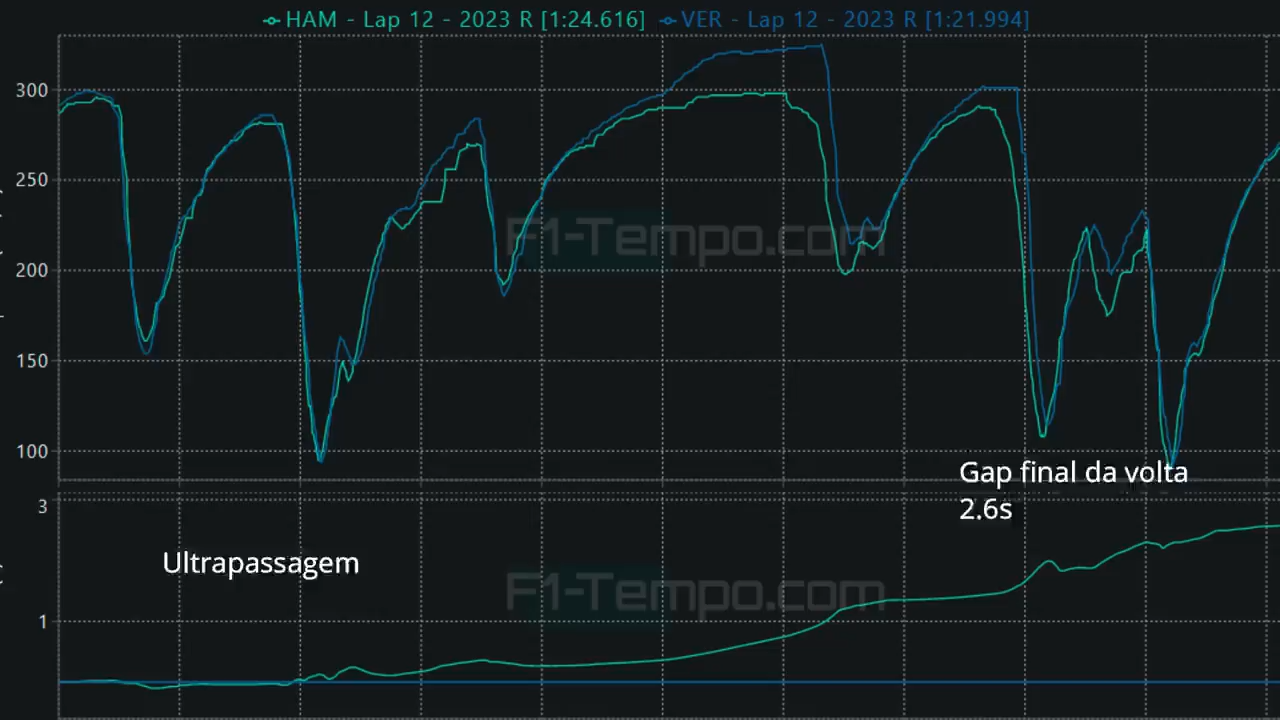 HAM - Lap 12 - 2023 R [1:24.616] VER - Lap 12 - 2023 R [1:21.994]
300
250
200
150
100
F1-Tempo.com
Gap final da volta
2.6s
3
Ultrapassagem
F1-Tempo.com
1